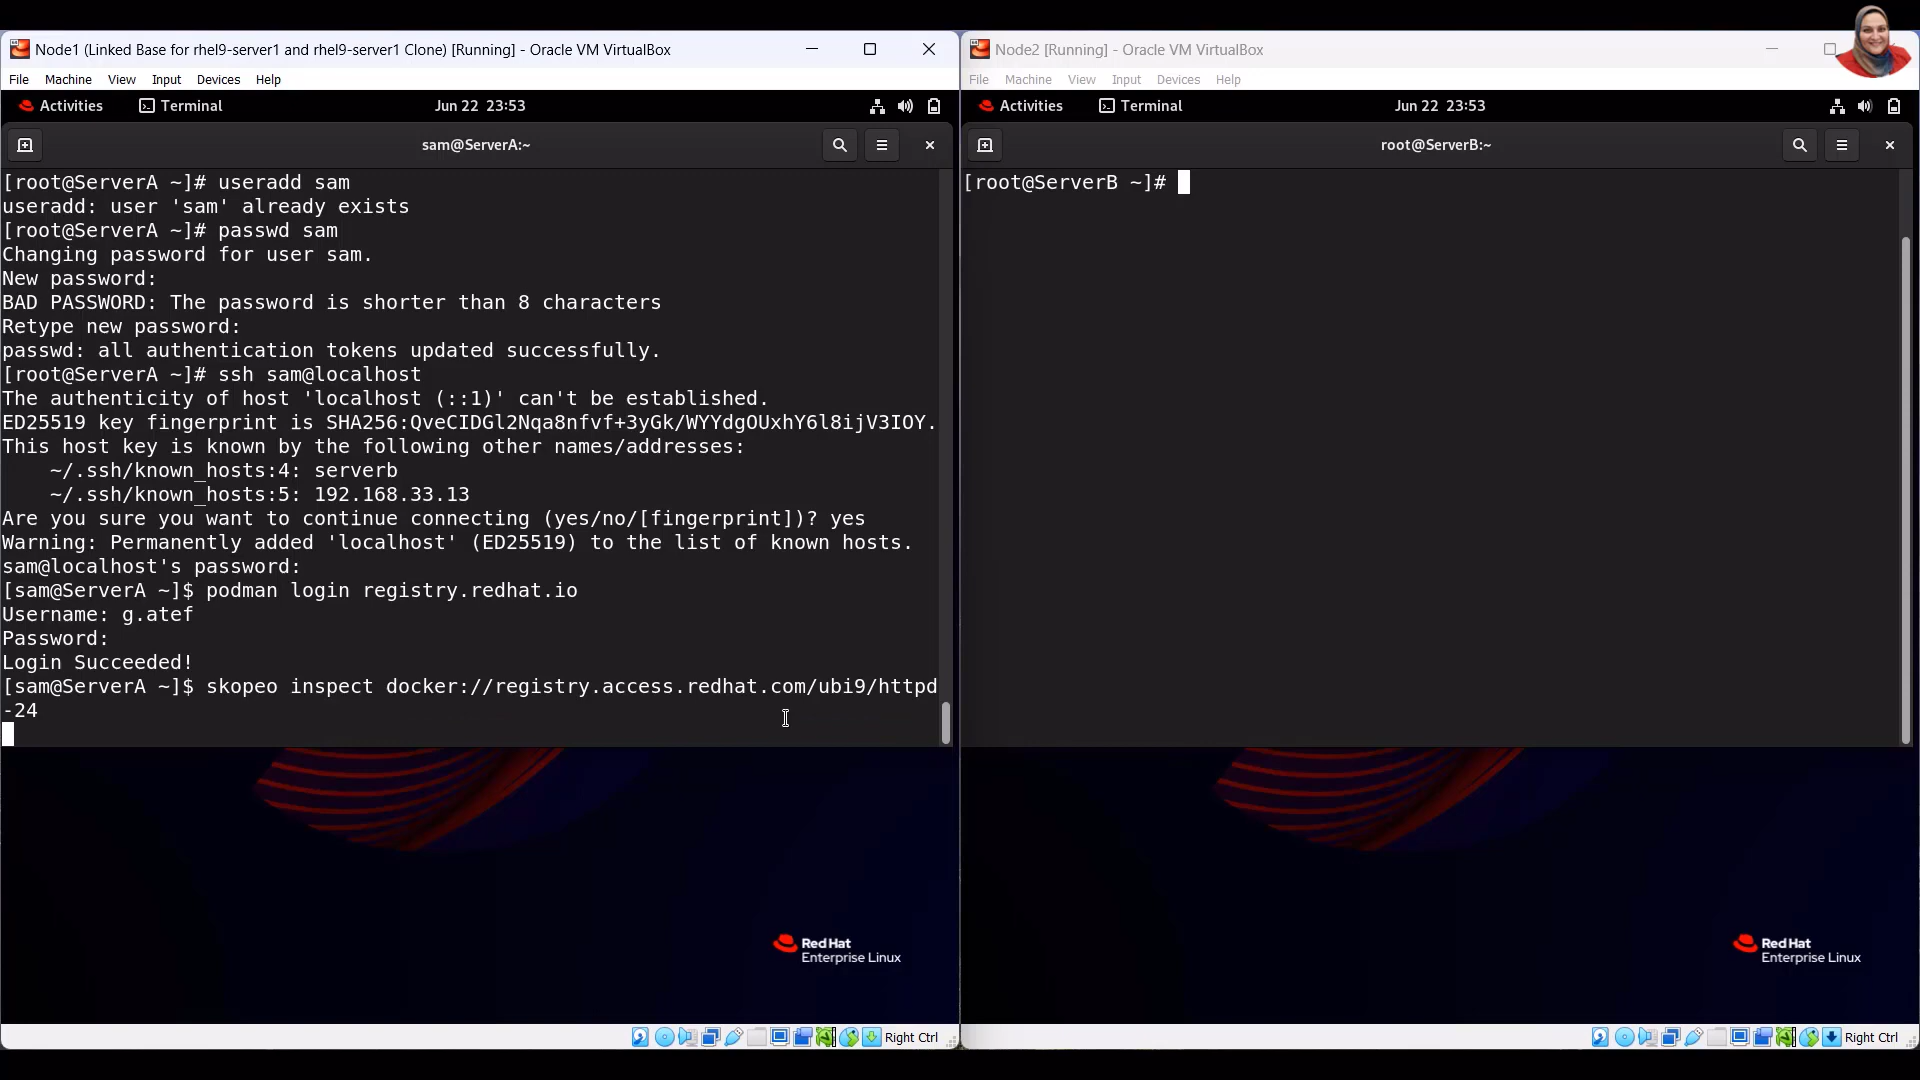 Node1 (Linked Base for rhel9-server1 and rhel9-server1 Clone) [Running] - Oracle VM VirtualBox
File Machine View Input Devices Help
Activities Terminal Jun 22 23:53
sam@ServerA:~
[root@ServerA ~]# useradd sam
useradd: user 'sam' already exists
[root@ServerA ~]# passwd sam
Changing password for user sam.
New password:
BAD PASSWORD: The password is shorter than 8 characters
Retype new password:
passwd: all authentication tokens updated successfully.
[root@ServerA ~]# ssh sam@localhost
The authenticity of host 'localhost (::1)' can't be established.
ED25519 key fingerprint is SHA256:QveCIDGl2Nqa8nfvf+3yGk/WYYdgOUxhY6l8ijV3IOY.
This host key is known by the following other names/addresses:
    ~/.ssh/known_hosts:4: serverb
    ~/.ssh/known_hosts:5: 192.168.33.13
Are you sure you want to continue connecting (yes/no/[fingerprint])? yes
Warning: Permanently added 'localhost' (ED25519) to the list of known hosts.
sam@localhost's password:
[sam@ServerA ~]$ podman login registry.redhat.io
Username: g.atef
Password:
Login Succeeded!
[sam@ServerA ~]$ skopeo inspect docker://registry.access.redhat.com/ubi9/httpd
-24
Red Hat
Enterprise Linux
Right Ctrl
Node2 [Running] - Oracle VM VirtualBox
File Machine View Input Devices Help
Activities Terminal Jun 22 23:53
root@ServerB:~
[root@ServerB ~]#
Red Hat
Enterprise Linux
Right Ctrl